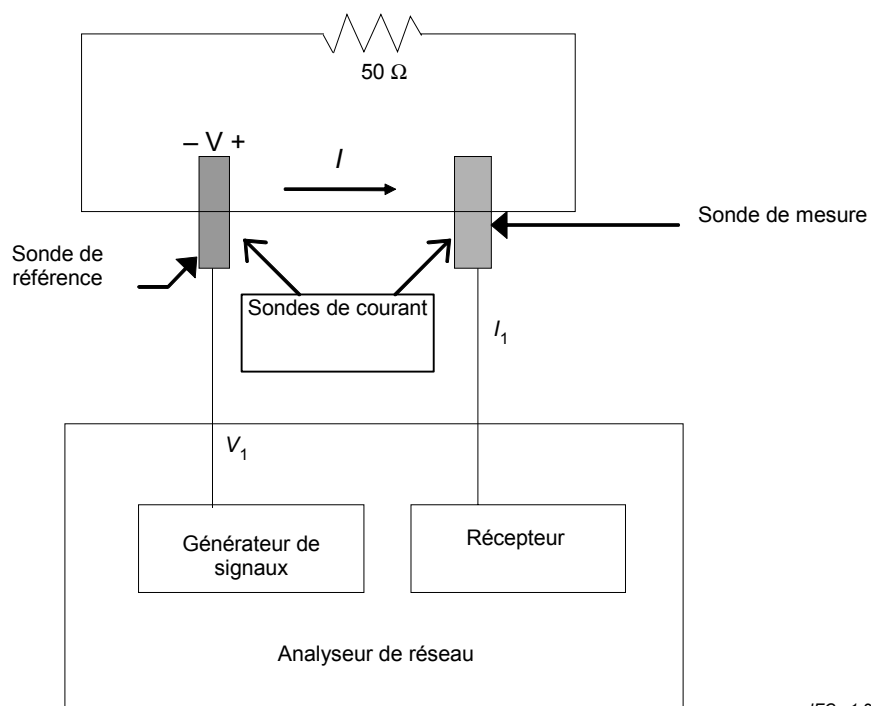 50 Ω
– V +
I
Sonde de mesure
Sonde de
référence
Sondes de courant
I1
V1
Générateur de
signaux
Récepteur
Analyseur de réseau